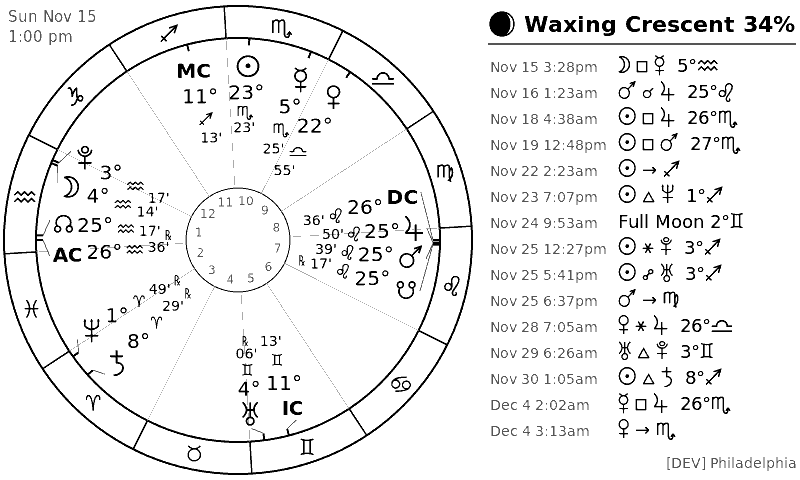 Sun Nov 15
1:00 pm
Waxing Crescent 34%
Nov 15 3:28pm ☽ □ ☿ 5°♒
Nov 16 1:23am ♂ ☌ ♃ 25°♌
Nov 18 4:38am ☉ □ ♃ 26°♏
Nov 19 12:48pm ☉ □ ♂ 27°♏
Nov 22 2:23am ☉ → ♐
Nov 23 7:07pm ☉ △ ♆ 1°♐
Nov 24 9:53am Full Moon 2°♊
Nov 25 12:27pm ☉ ⚹ ♇ 3°♐
Nov 25 5:41pm ☉ ☍ ♅ 3°♐
Nov 25 6:37pm ♂ → ♍
Nov 28 7:05am ♀ ⚹ ♃ 26°♎
Nov 29 6:26am ♅ △ ♇ 3°♊
Nov 30 1:05am ☉ △ ♄ 8°♐
Dec 4 2:02am ☿ □ ♃ 26°♏
Dec 4 3:13am ♀ → ♏
[DEV] Philadelphia
MC 11° ♐ 13'
☉ 23° ♏ 23'
☿ 5° ♏ 25'
♀ 22° ♎ 55'
♇ 3° ♒ 17'
☽ 4° ♒ 14'
☊ 25° ♒ 17' ℞
AC 26° ♒ 36'
DC 26° ♌ 36'
♃ 25° ♌ 50'
♂ 25° ♌ 39'
☋ 25° ♌ 17' ℞
♆ 1° ♈ 49' ℞
♄ 8° ♈ 29' ℞
♅ 4° ♊ 06' ℞
IC 11° ♊ 13'
♏
♎
♍
♌
♋
♊
♉
♈
♓
♒
♑
♐
1
2
3
4
5
6
7
8
9
10
11
12